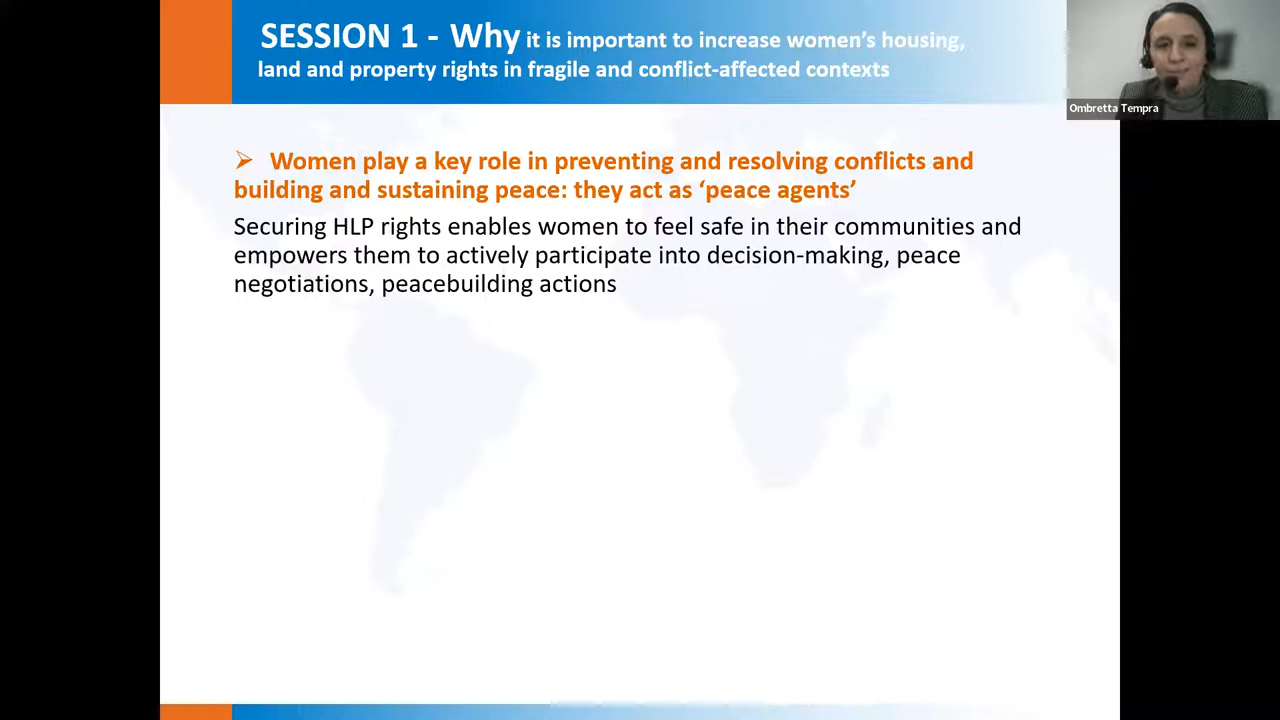 SESSION 1 - Why it is important to increase women's housing,
land and property rights in fragile and conflict-affected contexts
Ombretta Tempra
➢ Women play a key role in preventing and resolving conflicts and
building and sustaining peace: they act as ‘peace agents’
Securing HLP rights enables women to feel safe in their communities and
empowers them to actively participate into decision-making, peace
negotiations, peacebuilding actions